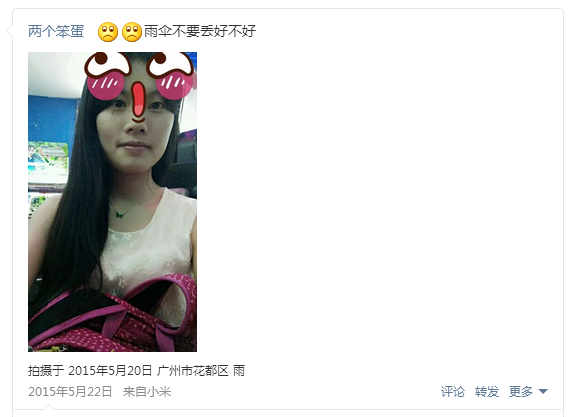 两个笨蛋 雨伞不要丢好不好
拍摄于 2015年5月20日 广州市花都区 雨
2015年5月22日 来自小米 评论 转发 更多